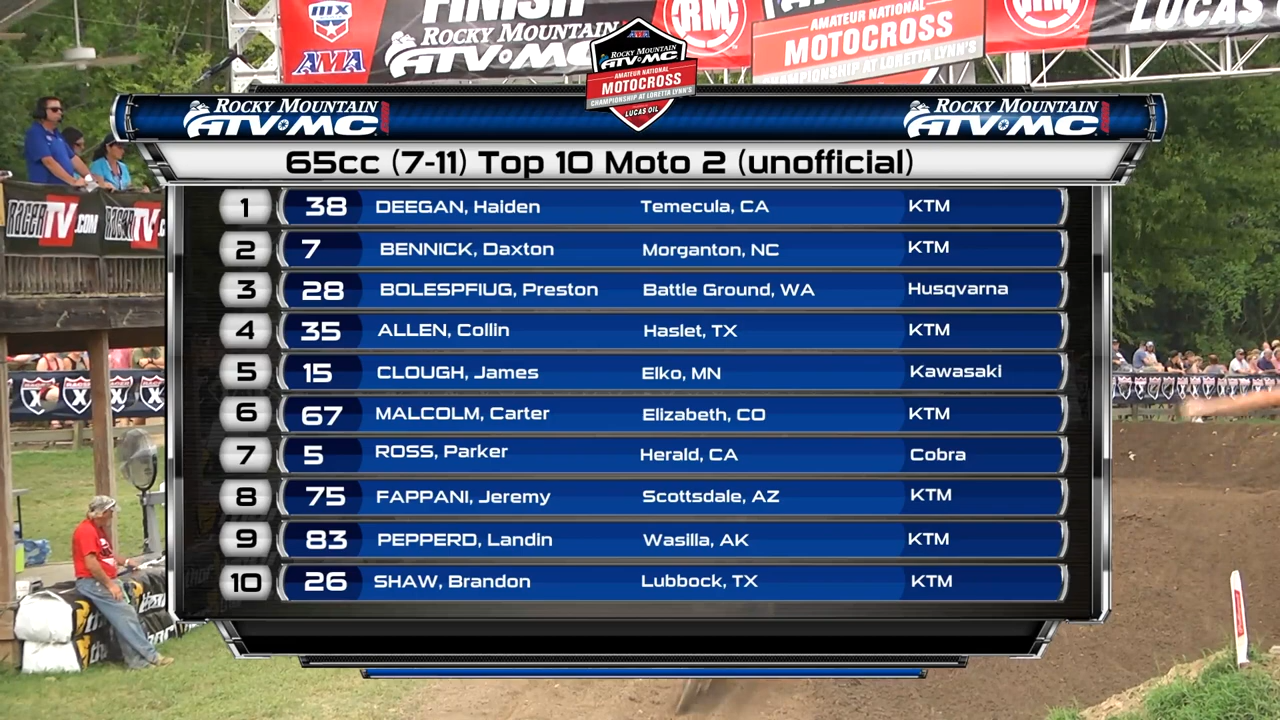 FINISH
ROCKY MOUNTAIN
ATV MC
MX
AMA
RM
AMATEUR NATIONAL
MOTOCROSS
CHAMPIONSHIP AT LORETTA LYNN'S
RM
LUCAS OIL
AMA
ROCKY MOUNTAIN
ATV MC
AMATEUR NATIONAL
MOTOCROSS
CHAMPIONSHIP AT LORETTA LYNN'S
LUCAS OIL
ROCKY MOUNTAIN
ATV MC
ROCKY MOUNTAIN
ATV MC
65cc (7-11) Top 10 Moto 2 (unofficial)
1 38 DEEGAN, Haiden Temecula, CA KTM
2 7 BENNICK, Daxton Morganton, NC KTM
3 28 BOLESPFIUG, Preston Battle Ground, WA Husqvarna
4 35 ALLEN, Collin Haslet, TX KTM
5 15 CLOUGH, James Elko, MN Kawasaki
6 67 MALCOLM, Carter Elizabeth, CO KTM
7 5 ROSS, Parker Herald, CA Cobra
8 75 FAPPANI, Jeremy Scottsdale, AZ KTM
9 83 PEPPERD, Landin Wasilla, AK KTM
10 26 SHAW, Brandon Lubbock, TX KTM
RACERTV.COM
RACERTV